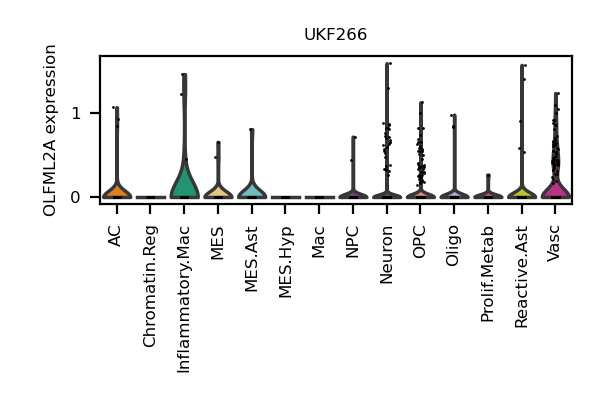 UKF266
OLFML2A expression
1
0
AC
Chromatin.Reg
Inflammatory.Mac
MES
MES.Ast
MES.Hyp
Mac
NPC
Neuron
OPC
Oligo
Prolif.Metab
Reactive.Ast
Vasc